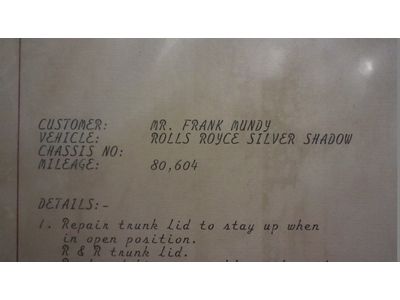 CUSTOMER: MR. FRANK MUNDY
VEHICLE: ROLLS ROYCE SILVER SHADOW
CHASSIS NO:
MILEAGE: 80,604
DETAILS:-
1. Repair trunk lid to stay up when
in open position.
R & R trunk lid.